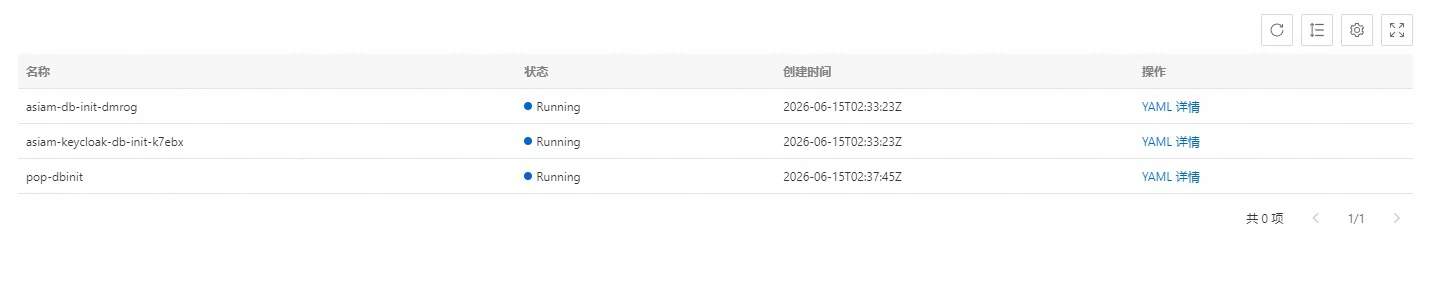 名称 状态 创建时间 操作
asiam-db-init-dmrog Running 2026-06-15T02:33:23Z YAML 详情
asiam-keycloak-db-init-k7ebx Running 2026-06-15T02:33:23Z YAML 详情
pop-dbinit Running 2026-06-15T02:37:45Z YAML 详情
共 0 项 1/1